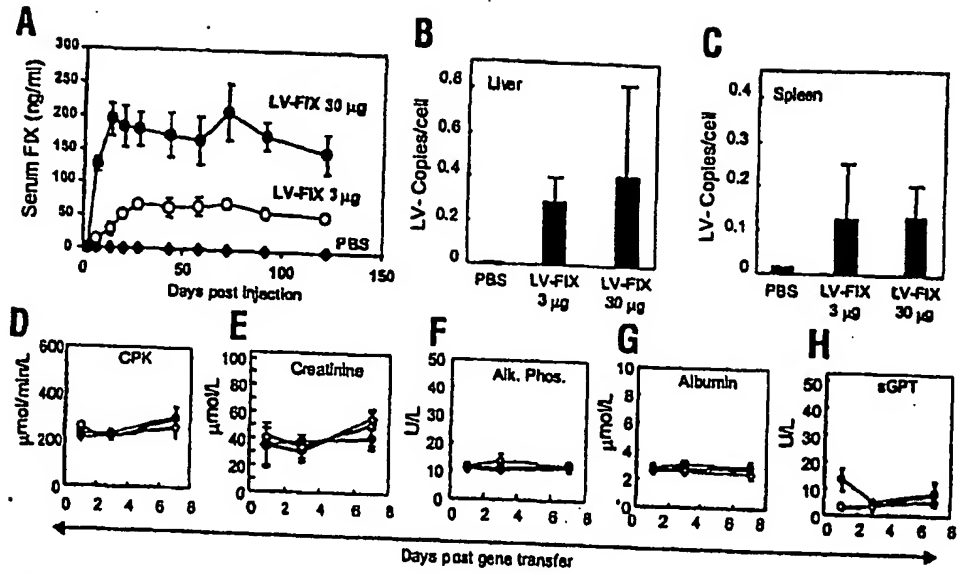 A
Serum FIX (ng/ml)
300
250
200
150
100
50
0
LV-FIX 30 µg
LV-FIX 3 µg
PBS
0 50 100 150
Days post injection
B
LV- Copies/cell
0.8
0.6
0.4
0.2
0
Liver
PBS LV-FIX LV-FIX
3 µg 30 µg
C
LV- Copies/cell
0.4
0.3
0.2
0.1
0
Spleen
PBS LV-FIX LV-FIX
3 µg 30 µg
D
µmol/min/L
600
400
200
0
CPK
0 2 4 6 8
E
µmol/L
100
80
60
40
20
0
Creatinine
0 2 4 6 8
F
U/L
50
40
30
20
10
0
Alk. Phos.
0 2 4 6 8
G
µmol/L
10
8
6
4
2
0
Albumin
0 2 4 6 8
H
U/L
50
40
30
20
10
0
sGPT
0 2 4 6 8
Days post gene transfer